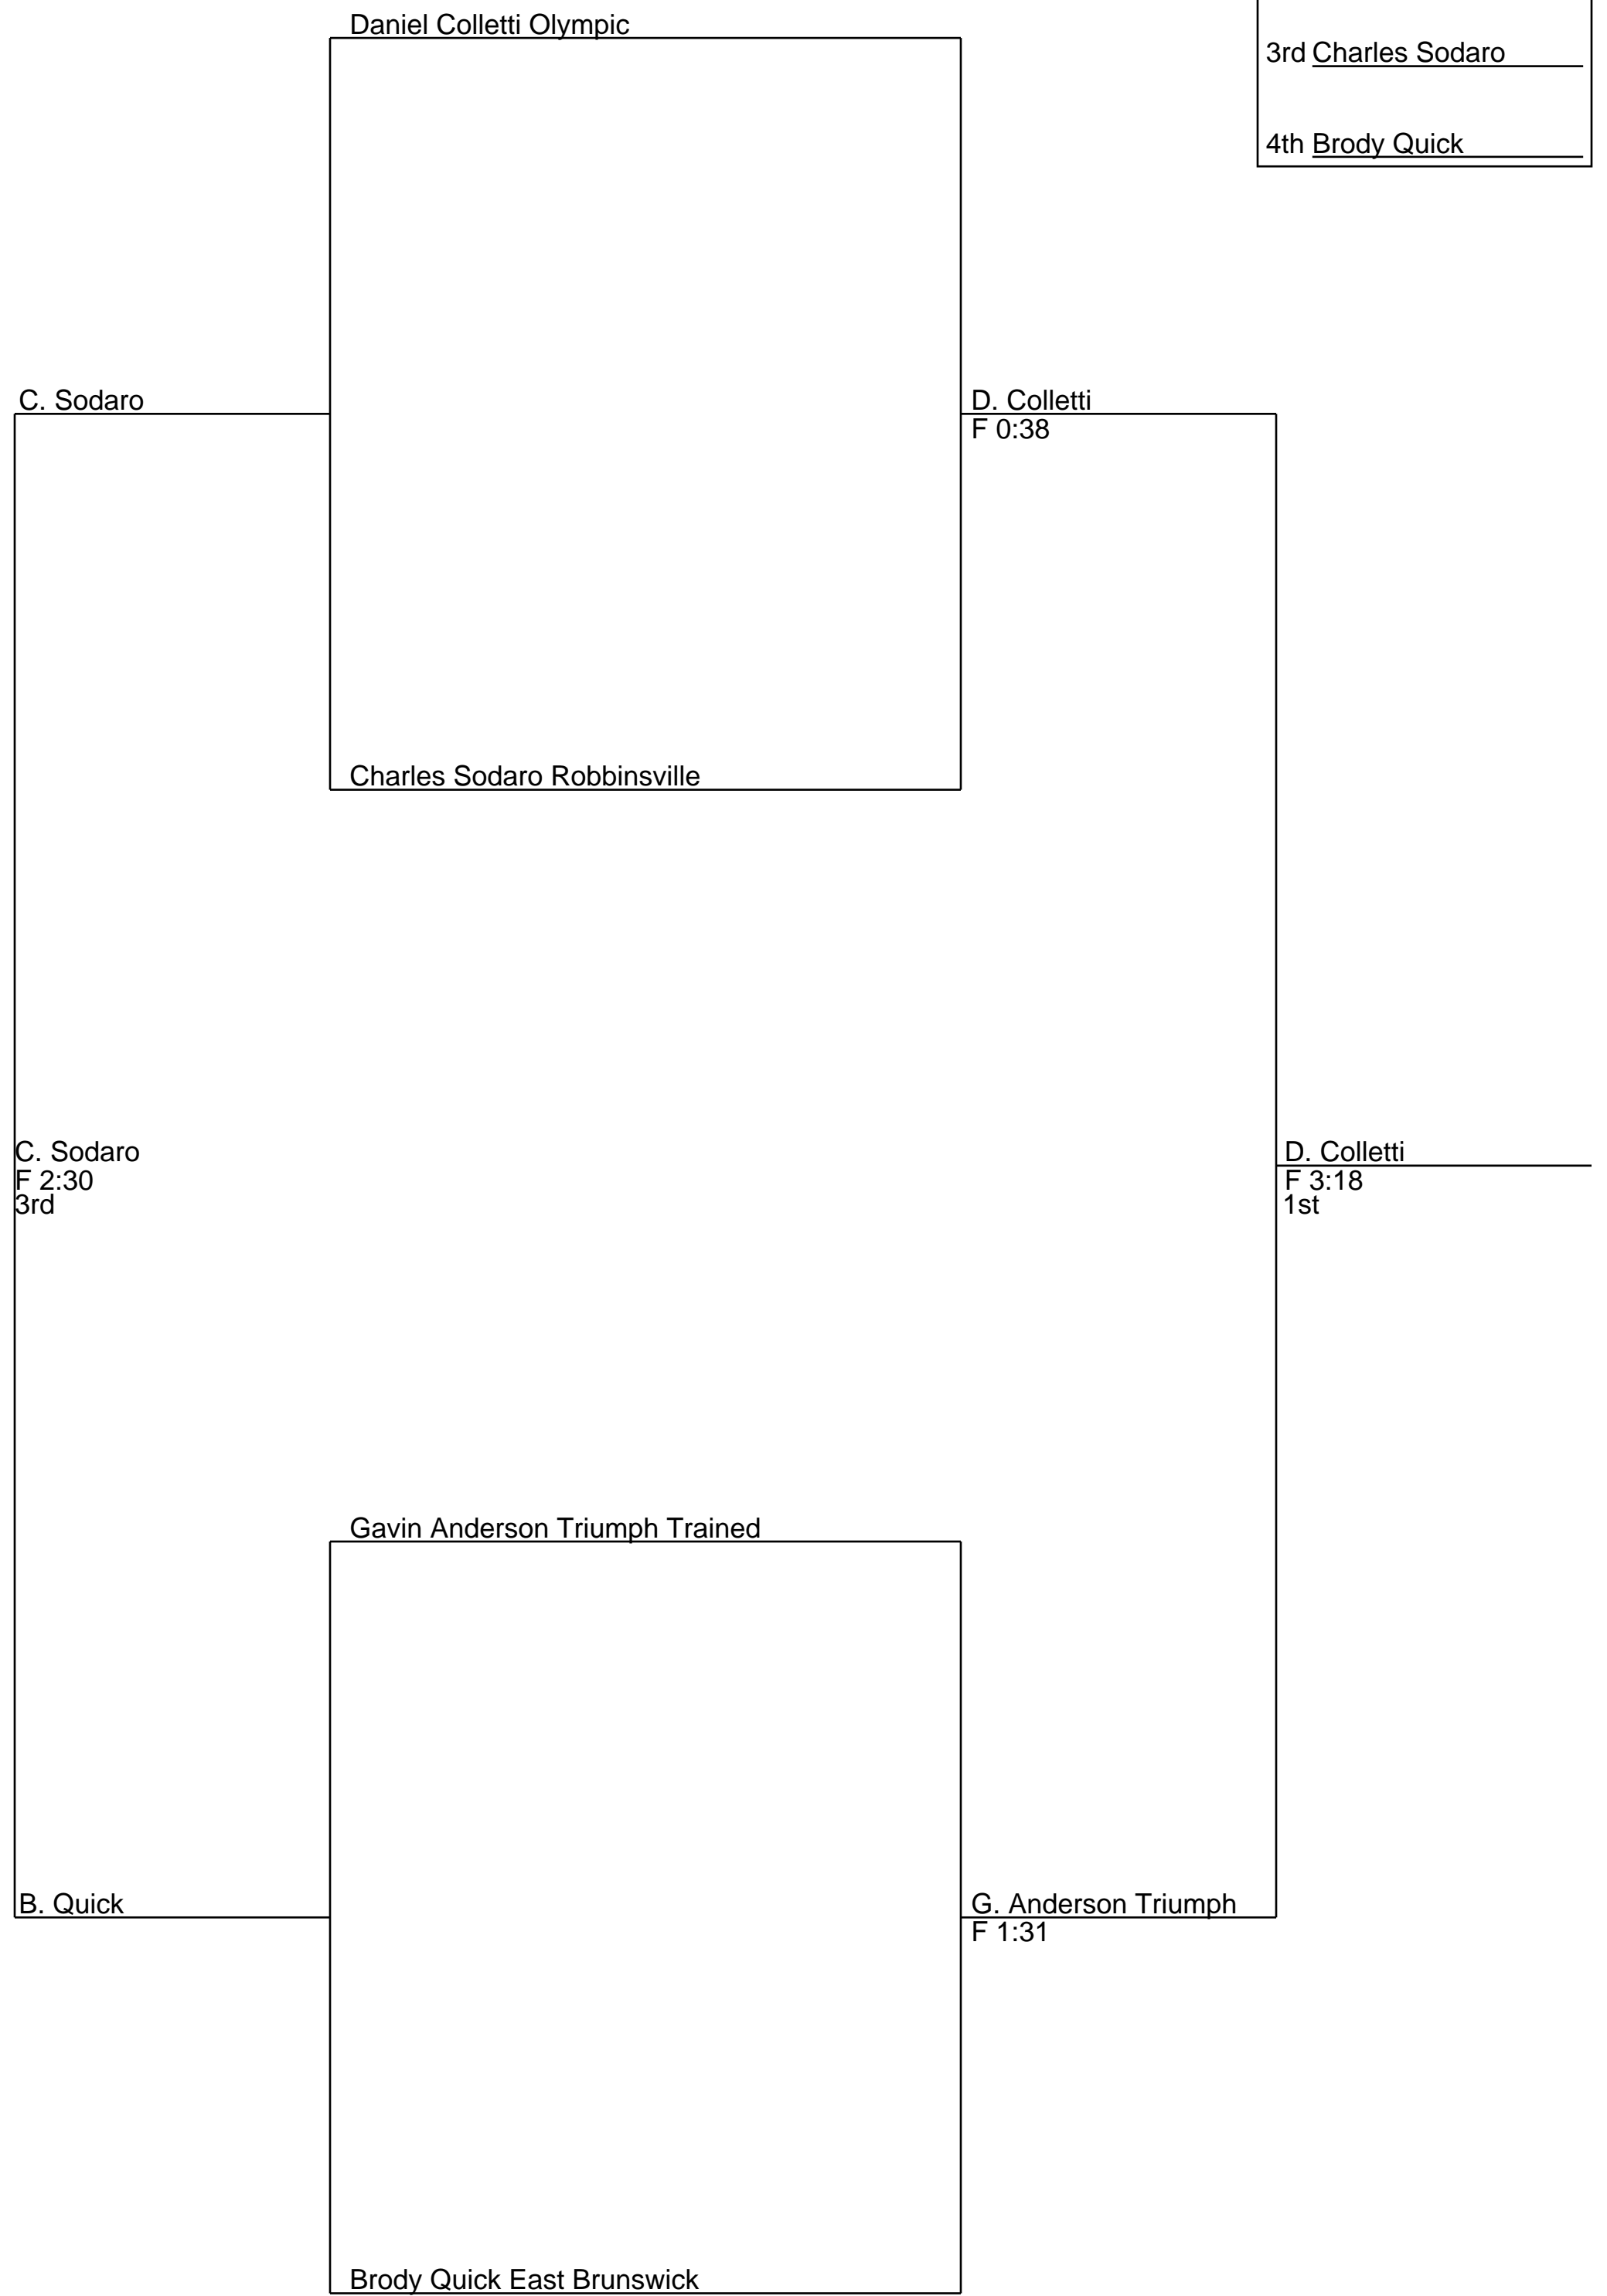 Daniel Colletti Olympic
3rd Charles Sodaro
4th Brody Quick
C. Sodaro
D. Colletti
F 0:38
Charles Sodaro Robbinsville
C. Sodaro
F 2:30
3rd
D. Colletti
F 3:18
1st
Gavin Anderson Triumph Trained
B. Quick
G. Anderson Triumph
F 1:31
Brody Quick East Brunswick